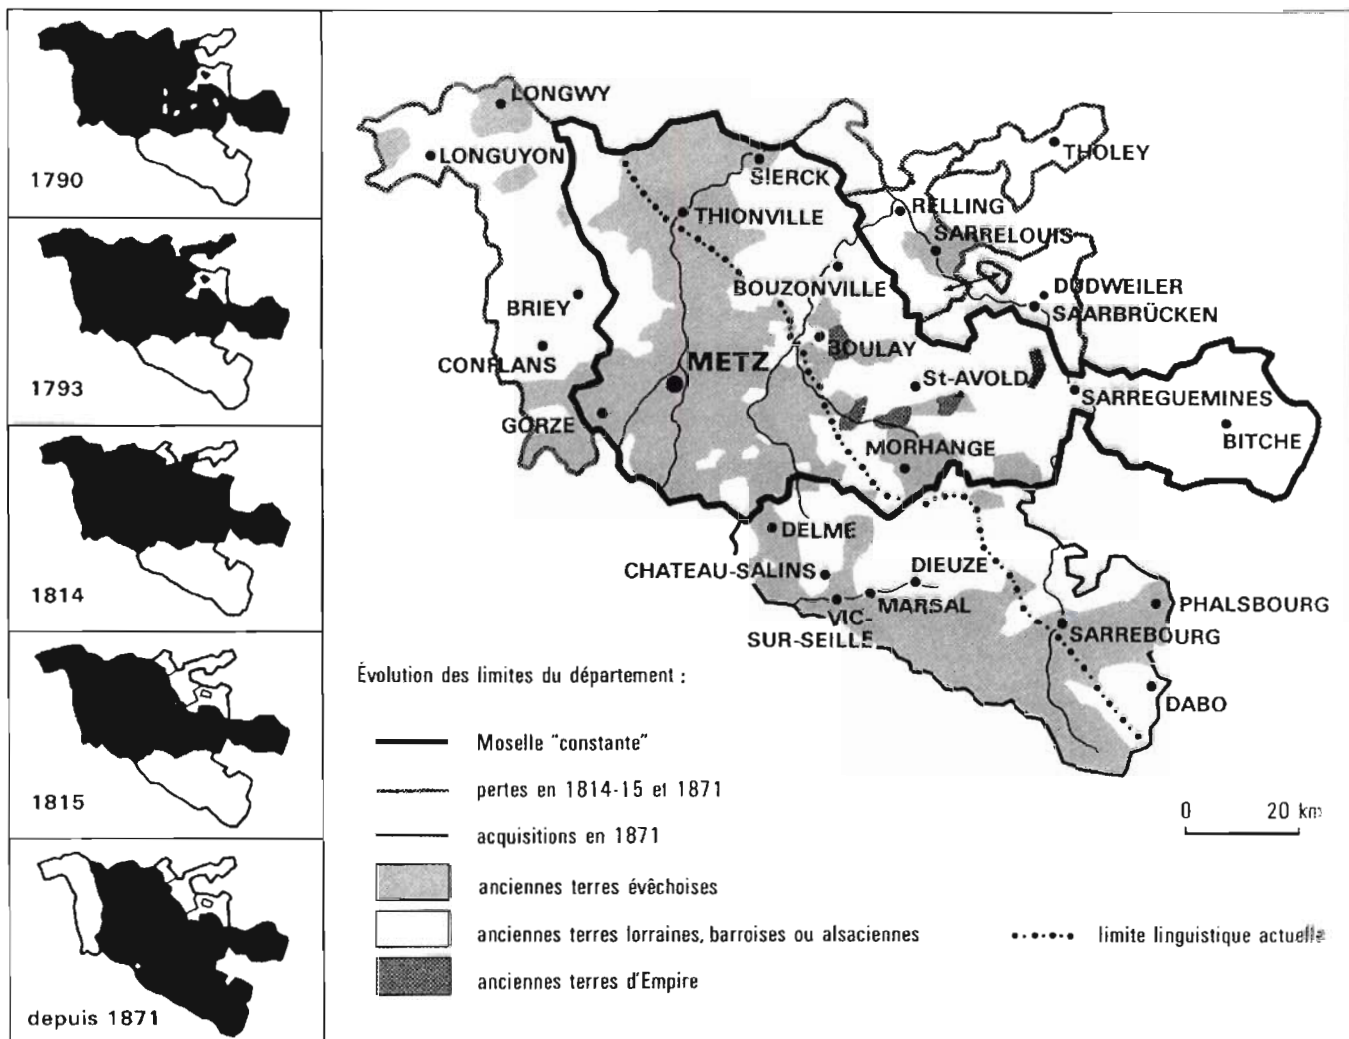 1790
1793
1814
1815
depuis 1871
LONGWY
LONGUYON
THOLEY
SIERCK
THIONVILLE
RELLING
SARRELOUIS
BOUZONVILLE
DUDWEILER
SAARBRÜCKEN
BRIEY
CONFLANS
METZ
BOULAY
St-AVOLD
SARREGUEMINES
GORZE
BITCHE
MORHANGE
DELME
CHATEAU-SALINS
DIEUZE
MARSAL
VIC-
SUR-SEILLE
PHALSBOURG
SARREBOURG
DABO
Évolution des limites du département :
Moselle "constante"
pertes en 1814-15 et 1871
acquisitions en 1871
anciennes terres évêchoises
anciennes terres lorraines, barroises ou alsaciennes
anciennes terres d'Empire
limite linguistique actuelle
0 20 km